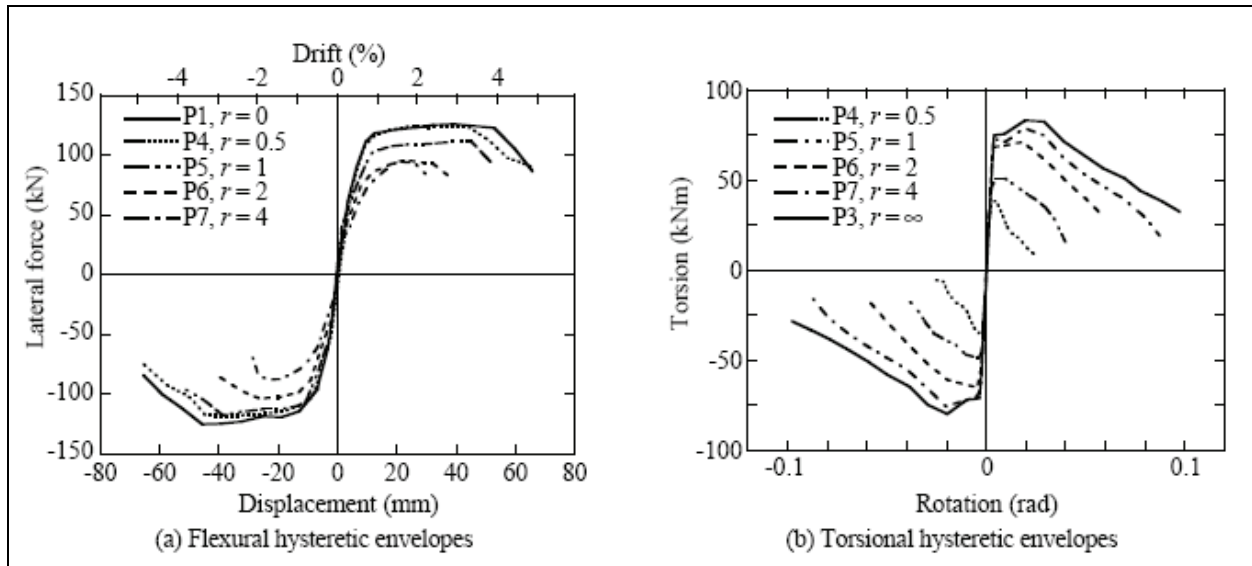 Drift (%)
-4 -2 0 2 4
150
100
50
0
-50
-100
-150
Lateral force (kN)
P1, r = 0
P4, r = 0.5
P5, r = 1
P6, r = 2
P7, r = 4
-80 -60 -40 -20 0 20 40 60 80
Displacement (mm)
(a) Flexural hysteretic envelopes
100
50
0
-50
-100
Torsion (kNm)
P4, r = 0.5
P5, r = 1
P6, r = 2
P7, r = 4
P3, r = ∞
-0.1 0 0.1
Rotation (rad)
(b) Torsional hysteretic envelopes